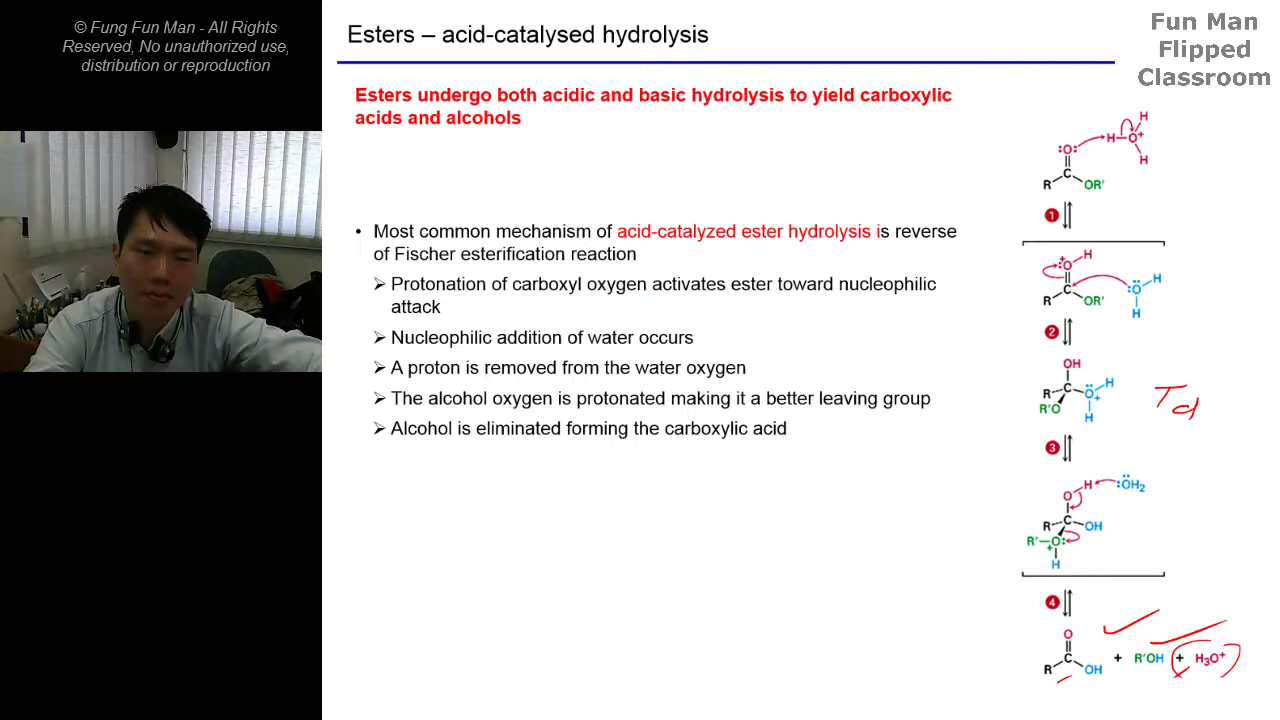 © Fung Fun Man - All Rights
Reserved, No unauthorized use,
distribution or reproduction
Esters – acid-catalysed hydrolysis
Fun Man
Flipped
Classroom
Esters undergo both acidic and basic hydrolysis to yield carboxylic
acids and alcohols
• Most common mechanism of acid-catalyzed ester hydrolysis is reverse
of Fischer esterification reaction
➢ Protonation of carboxyl oxygen activates ester toward nucleophilic
attack
➢ Nucleophilic addition of water occurs
➢ A proton is removed from the water oxygen
➢ The alcohol oxygen is protonated making it a better leaving group
➢ Alcohol is eliminated forming the carboxylic acid
H
:O: H O+
H
C
R OR'
1
+ H
O
C
R OR'
:O H
H
2
OH
R C O+ H
R'O H
Td
3
O H :OH2
R C OH
R' O:
+
H
4
O
C
R OH + R'OH + H3O+